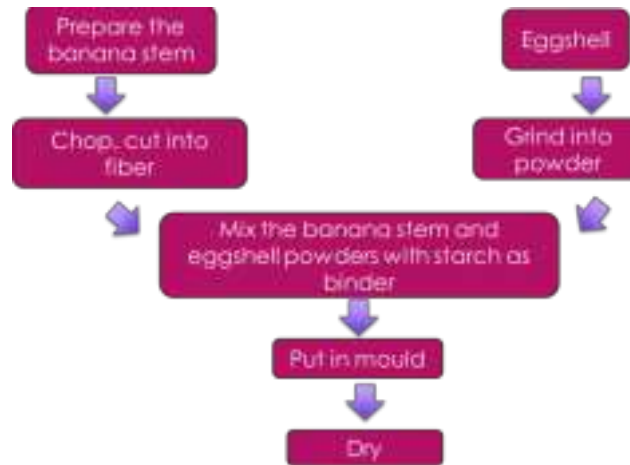 Prepare the
banana stem
Eggshell
Chop, cut into
fiber
Grind into
powder
Mix the banana stem and
eggshell powders with starch as
binder
Put in mould
Dry